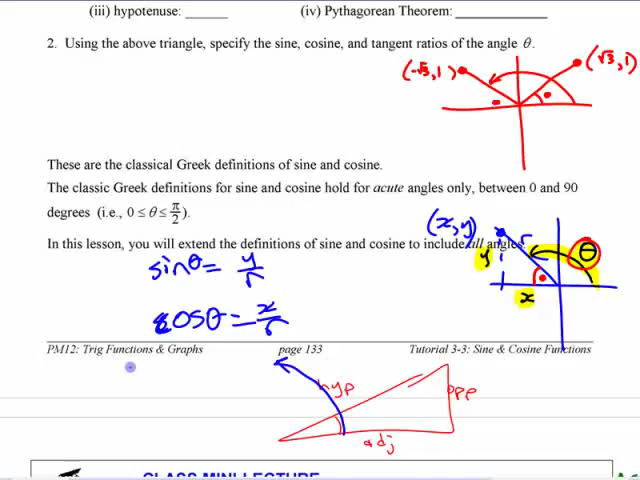 (iii) hypotenuse: ______ (iv) Pythagorean Theorem: ____________
2. Using the above triangle, specify the sine, cosine, and tangent ratios of the angle θ.
(-√3, 1) (√3, 1)
These are the classical Greek definitions of sine and cosine.
The classic Greek definitions for sine and cosine hold for acute angles only, between 0 and 90
degrees (i.e., 0 ≤ θ ≤ π/2).
(x, y)
In this lesson, you will extend the definitions of sine and cosine to include all angles.
r
y θ
x
sinθ = y/r
cosθ = x/r
PM12: Trig Functions & Graphs page 133 Tutorial 3-3: Sine & Cosine Functions
hyp opp
adj
CLASS MINI LECTURE